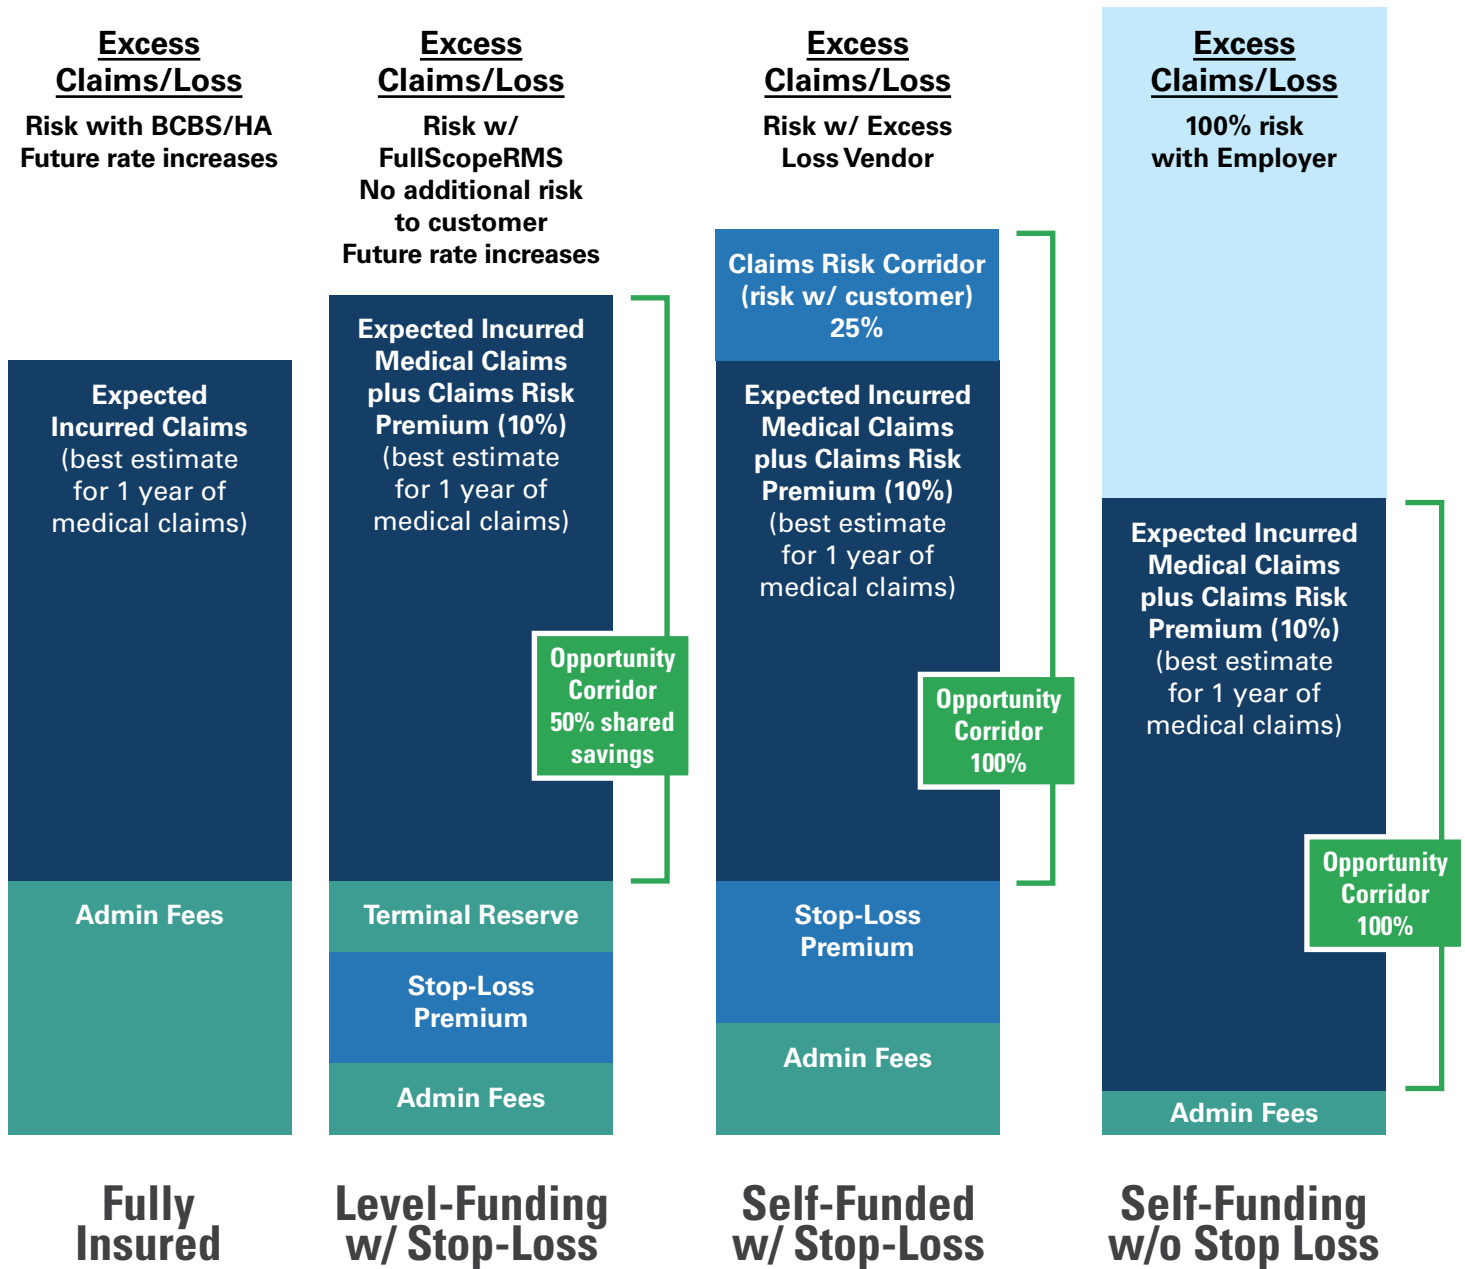 Excess
Claims/Loss
Risk with BCBS/HA
Future rate increases
Expected
Incurred Claims
(best estimate
for 1 year of
medical claims)
Admin Fees
Fully
Insured
Excess
Claims/Loss
Risk w/
FullScopeRMS
No additional risk
to customer
Future rate increases
Expected Incurred
Medical Claims
plus Claims Risk
Premium (10%)
(best estimate
for 1 year of
medical claims)
Opportunity
Corridor
50% shared
savings
Terminal Reserve
Stop-Loss
Premium
Admin Fees
Level-Funding
w/ Stop-Loss
Excess
Claims/Loss
Risk w/ Excess
Loss Vendor
Claims Risk Corridor
(risk w/ customer)
25%
Expected Incurred
Medical Claims
plus Claims Risk
Premium (10%)
(best estimate
for 1 year of
medical claims)
Opportunity
Corridor
100%
Stop-Loss
Premium
Admin Fees
Self-Funded
w/ Stop-Loss
Excess
Claims/Loss
100% risk
with Employer
Expected Incurred
Medical Claims
plus Claims Risk
Premium (10%)
(best estimate
for 1 year of
medical claims)
Opportunity
Corridor
100%
Admin Fees
Self-Funding
w/o Stop Loss